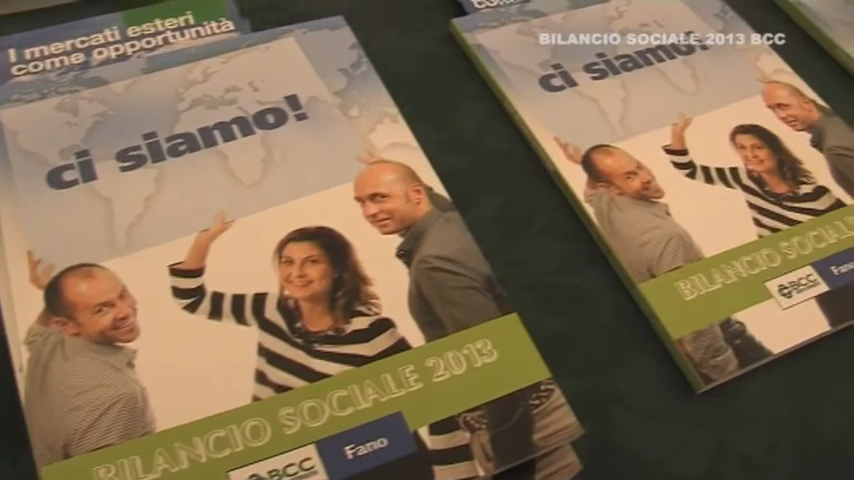 I mercati esteri
come opportunità
ci siamo!
BILANCIO SOCIALE 2013
BCC
Fano
BILANCIO SOCIALE 2013 BCC
ci siamo!
BILANCIO SOCIALE
BCC
Fano